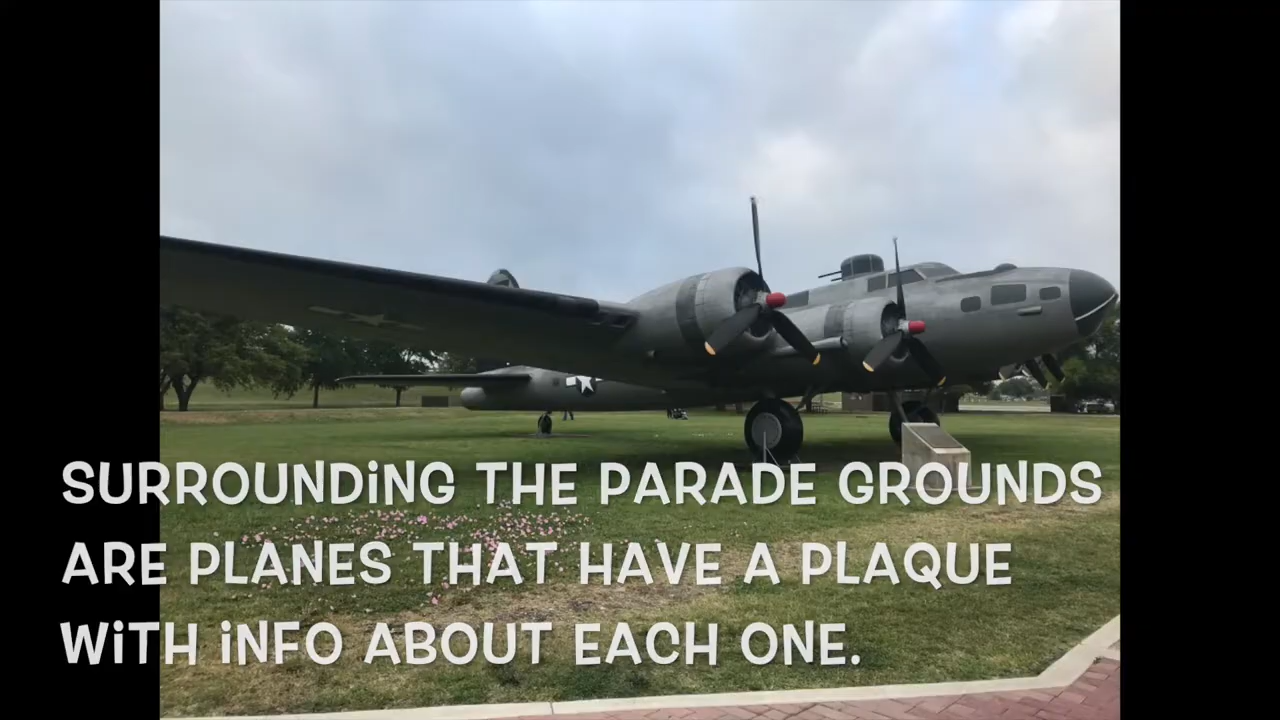 SURROUNDiNG THE PARADE GROUNDS
ARE PLANES THAT HAVE A PLAQUE
WiTH iNFO ABOUT EACH ONE.